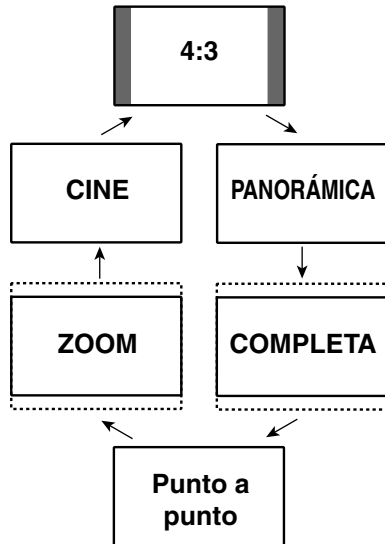 4:3
CINE
PANORÁMICA
ZOOM
COMPLETA
Punto a
punto